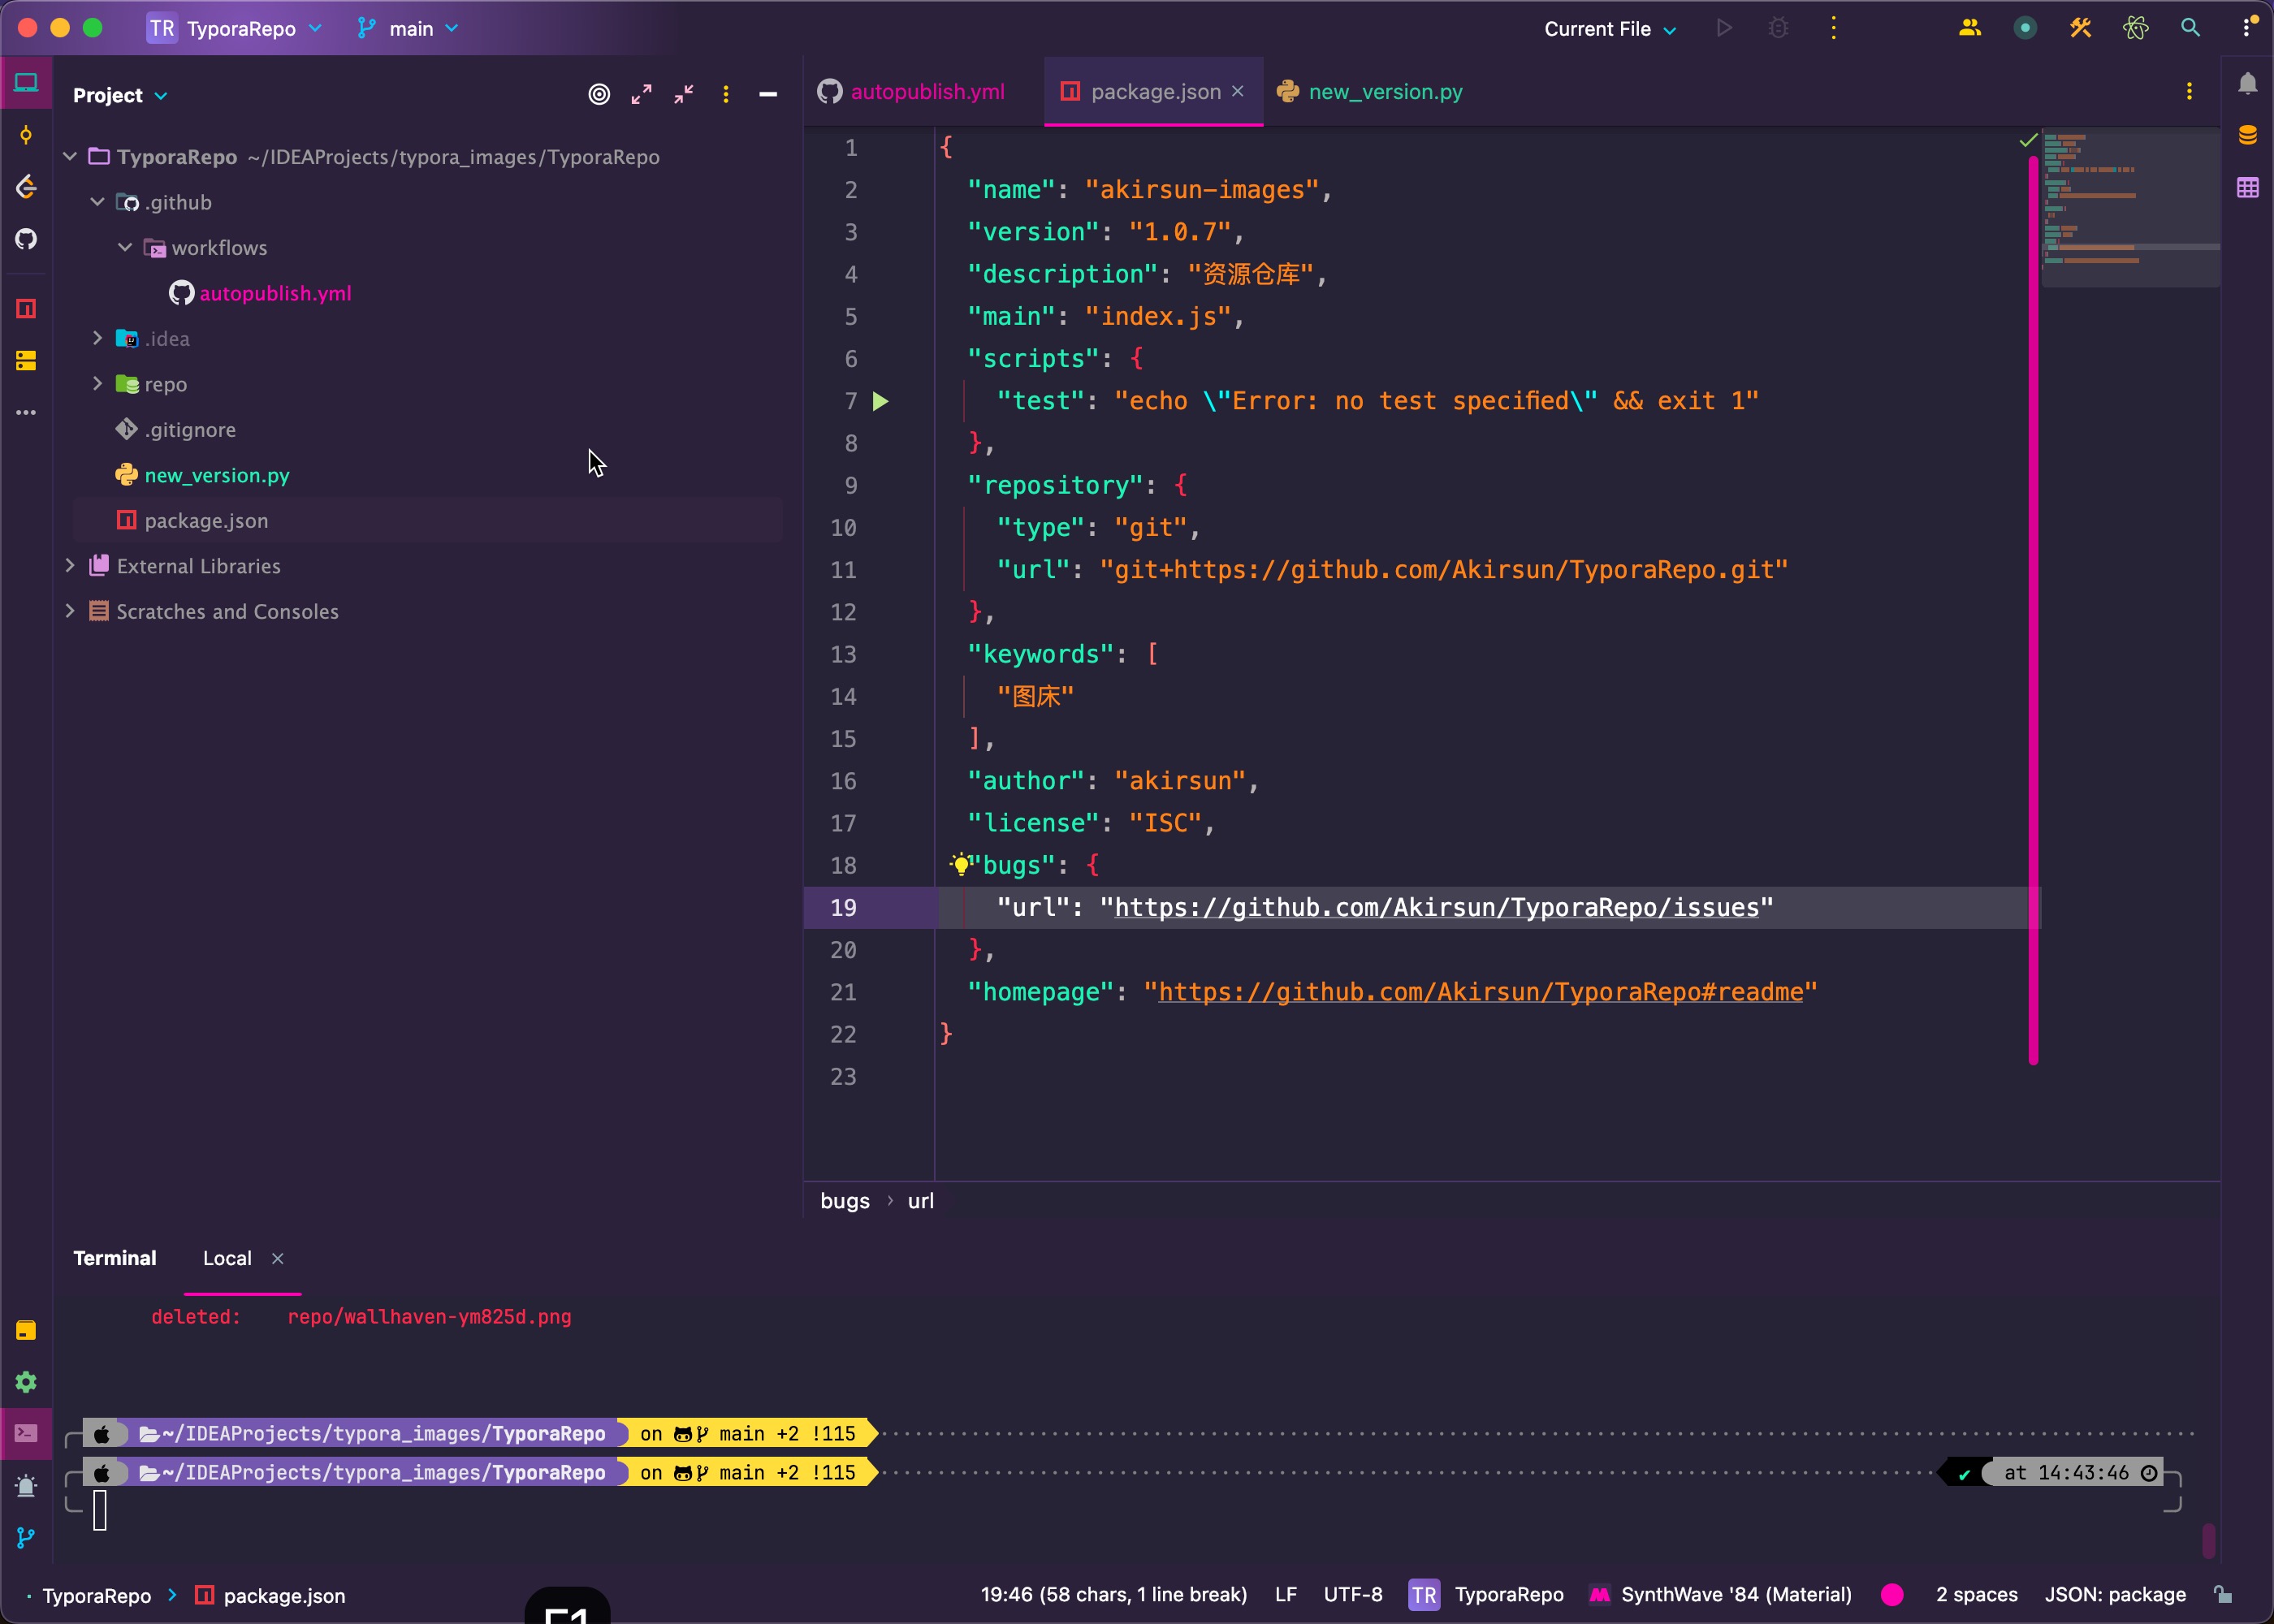 TR TyporaRepo main Current File
Project
autopublish.yml package.json new_version.py
TyporaRepo ~/IDEAProjects/typora_images/TyporaRepo
.github
workflows
autopublish.yml
.idea
repo
.gitignore
new_version.py
package.json
External Libraries
Scratches and Consoles
1 {
2 "name": "akirsun-images",
3 "version": "1.0.7",
4 "description": "资源仓库",
5 "main": "index.js",
6 "scripts": {
7 "test": "echo \"Error: no test specified\" && exit 1"
8 },
9 "repository": {
10 "type": "git",
11 "url": "git+https://github.com/Akirsun/TyporaRepo.git"
12 },
13 "keywords": [
14 "图床"
15 ],
16 "author": "akirsun",
17 "license": "ISC",
18 "bugs": {
19 "url": "https://github.com/Akirsun/TyporaRepo/issues"
20 },
21 "homepage": "https://github.com/Akirsun/TyporaRepo#readme"
22 }
23
bugs › url
Terminal Local
deleted: repo/wallhaven-ym825d.png
~/IDEAProjects/typora_images/TyporaRepo on main +2 !115
~/IDEAProjects/typora_images/TyporaRepo on main +2 !115 ✔ at 14:43:46
TyporaRepo > package.json 19:46 (58 chars, 1 line break) LF UTF-8 TR TyporaRepo SynthWave '84 (Material) 2 spaces JSON: package